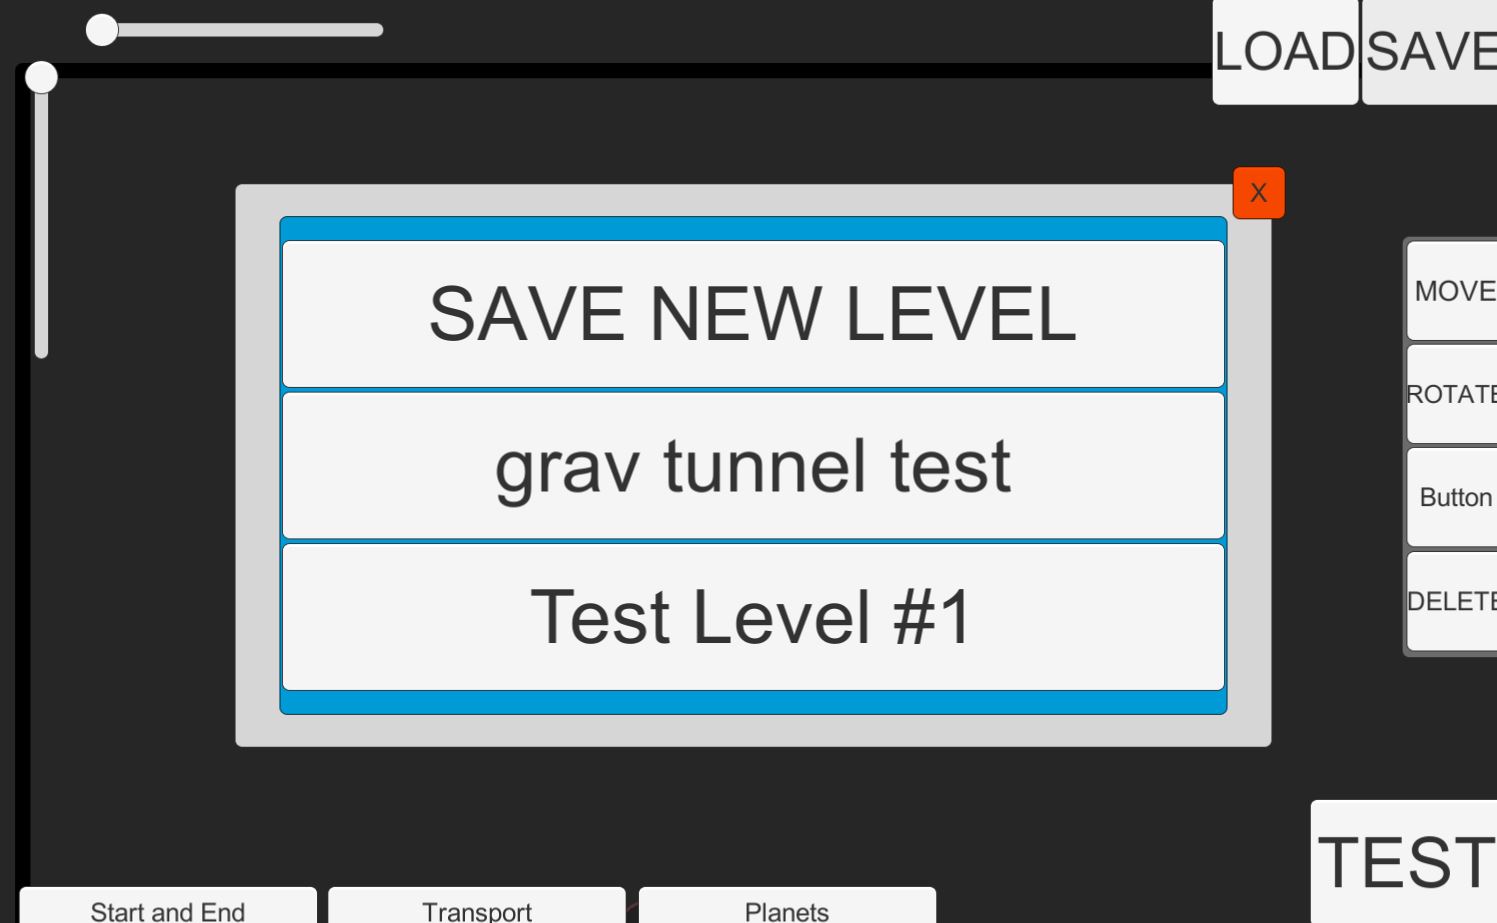 LOAD
SAVE
X
SAVE NEW LEVEL
grav tunnel test
Test Level #1
MOVE
ROTATE
Button
DELETE
TEST
Start and End
Transport
Planets